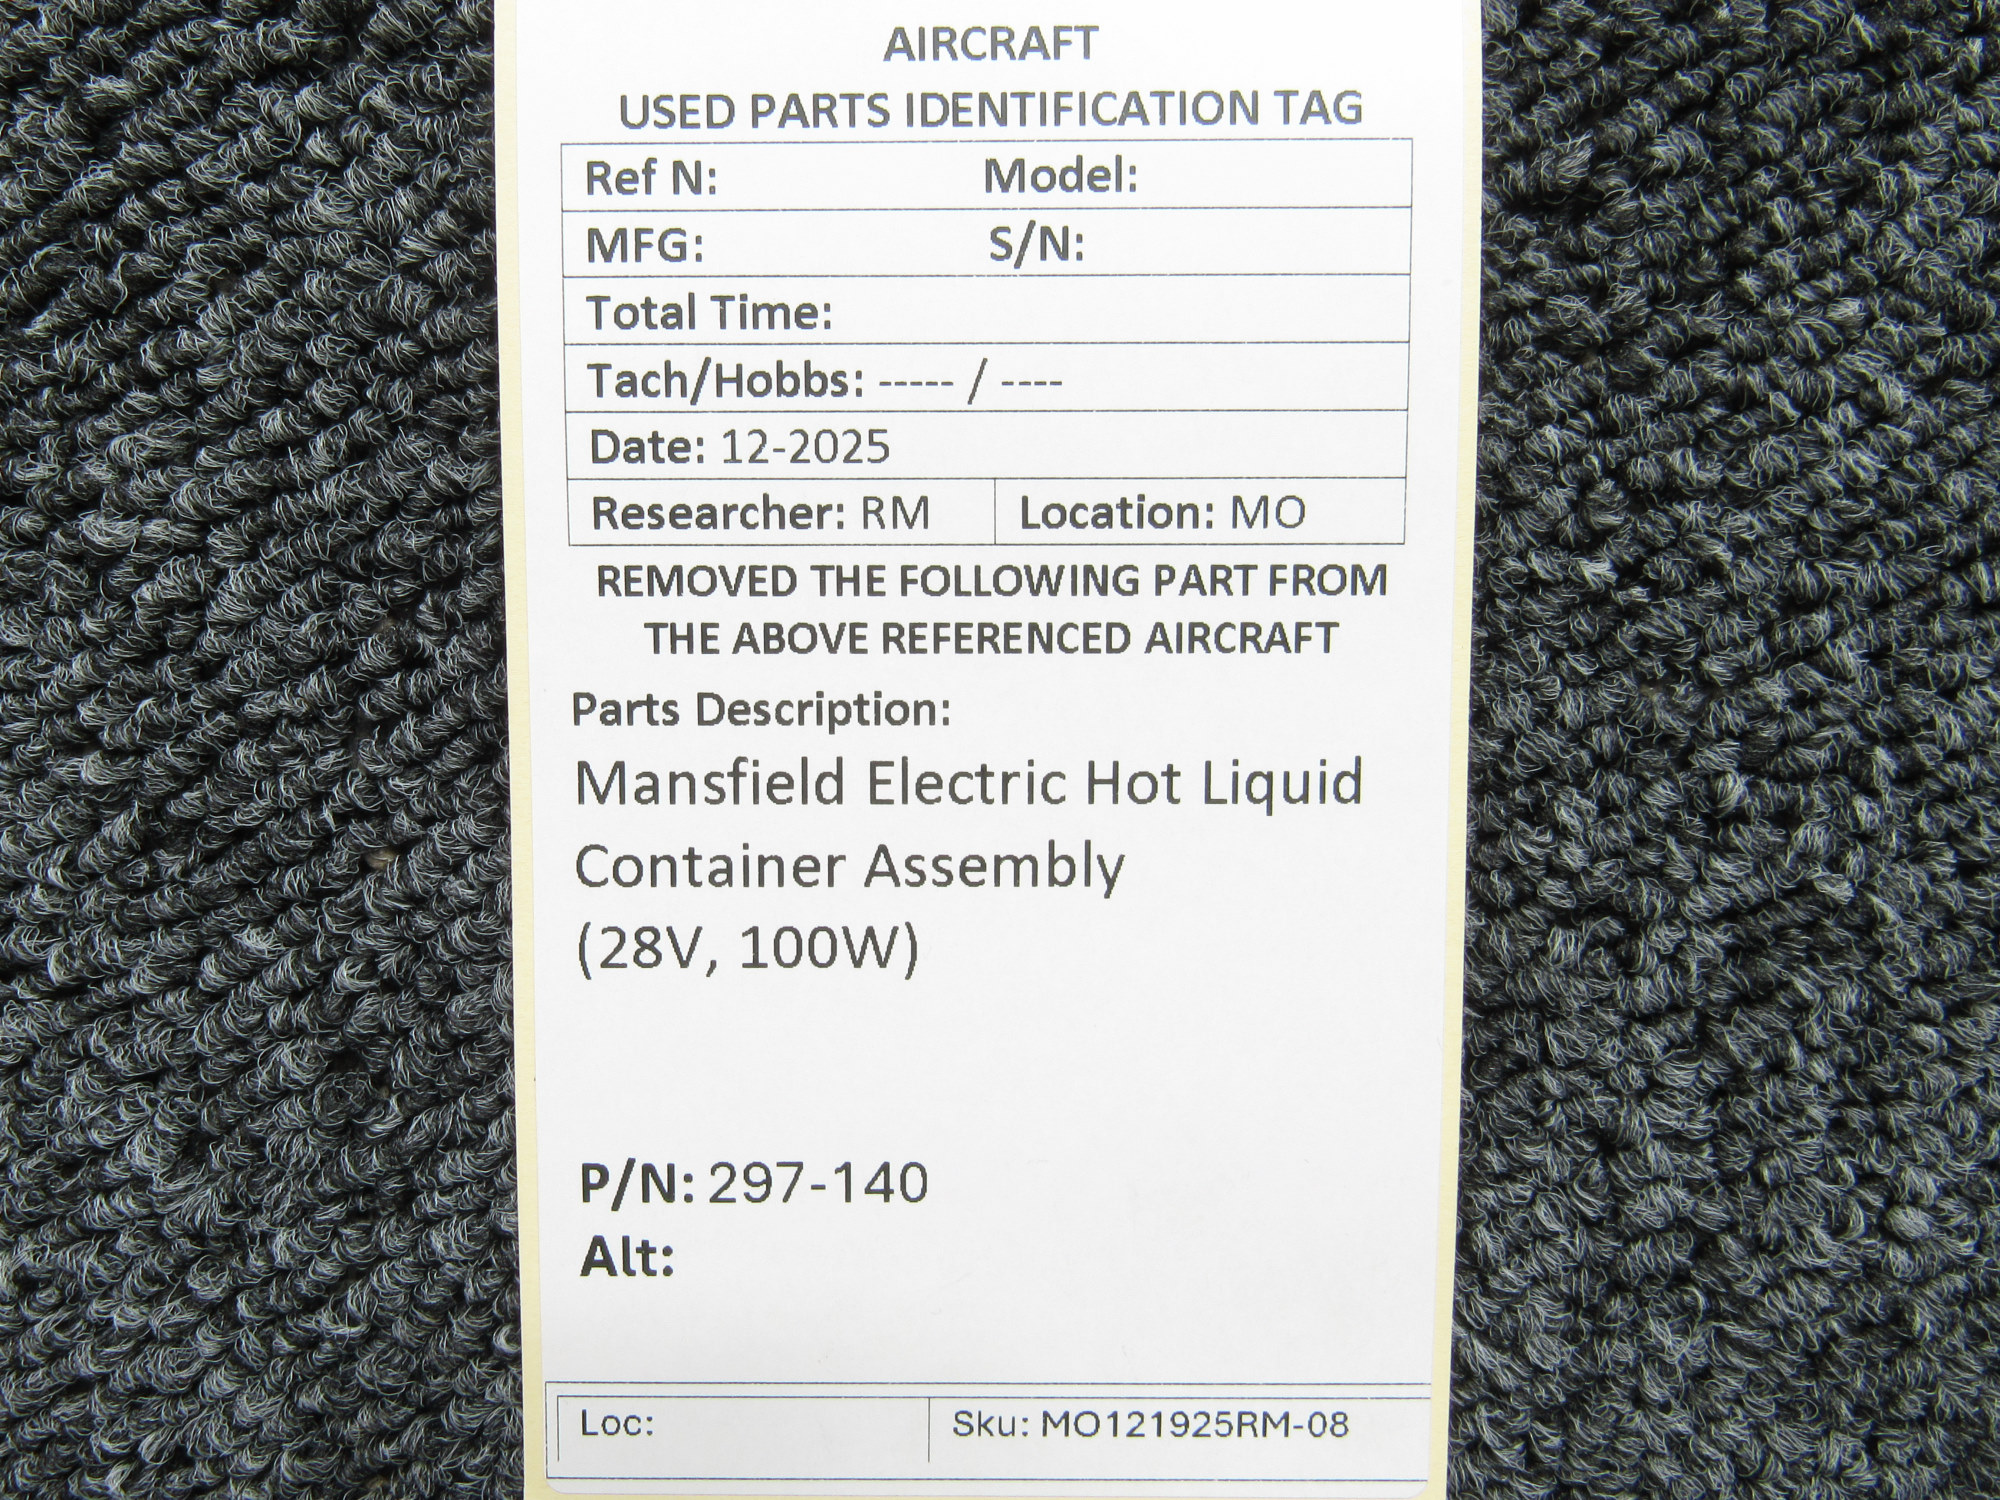 AIRCRAFT
USED PARTS IDENTIFICATION TAG
Ref N: Model:
MFG: S/N:
Total Time:
Tach/Hobbs: ----- / ----
Date: 12-2025
Researcher: RM Location: MO
REMOVED THE FOLLOWING PART FROM
THE ABOVE REFERENCED AIRCRAFT
Parts Description:
Mansfield Electric Hot Liquid
Container Assembly
(28V, 100W)
P/N: 297-140
Alt:
Loc: Sku: MO121925RM-08